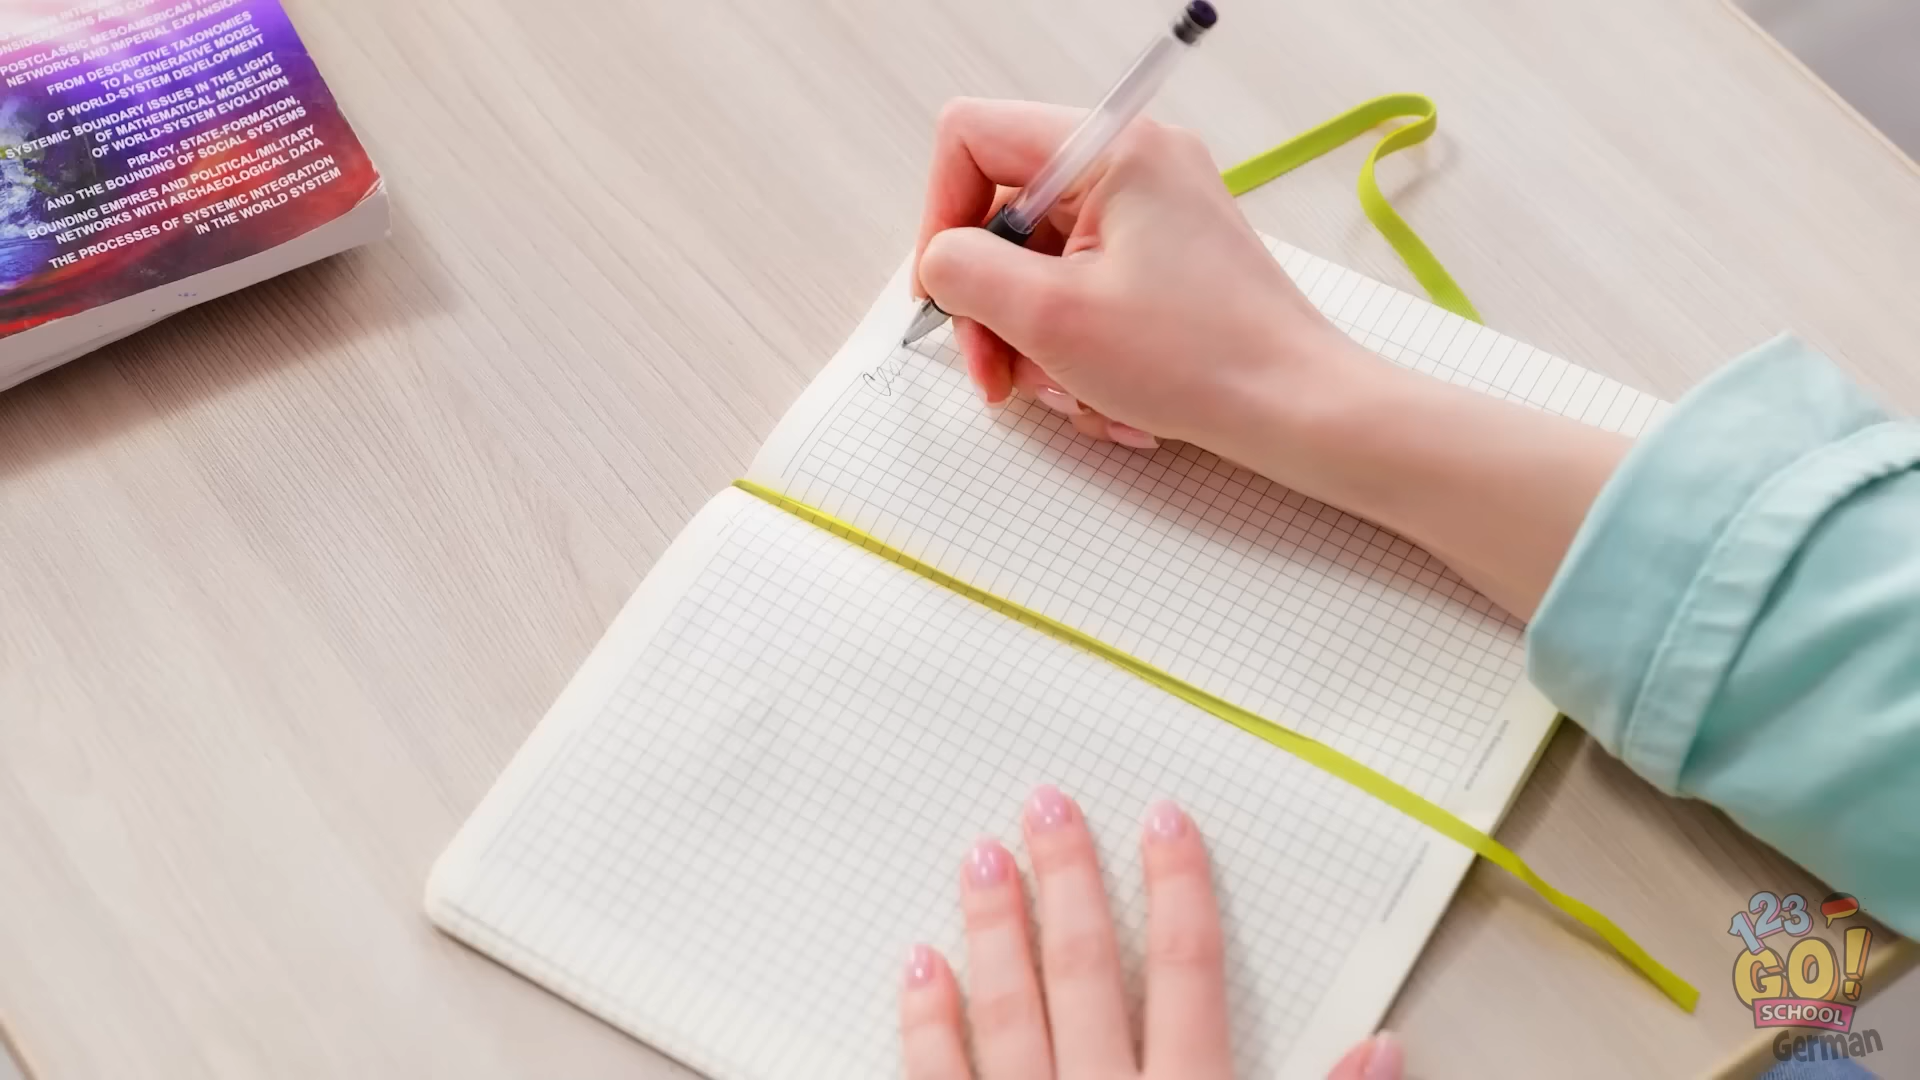 CONSIDERATIONS AND
POSTCLASSIC MESOAMERICAN
NETWORKS AND IMPERIAL EXPANSION
FROM DESCRIPTIVE TAXONOMIES
TO A GENERATIVE MODEL
OF WORLD-SYSTEM DEVELOPMENT
SYSTEMIC BOUNDARY ISSUES IN THE LIGHT
OF MATHEMATICAL MODELING
OF WORLD-SYSTEM EVOLUTION
PIRACY, STATE-FORMATION,
AND THE BOUNDING OF SOCIAL SYSTEMS
BOUNDING EMPIRES AND POLITICAL/MILITARY
NETWORKS WITH ARCHAEOLOGICAL DATA
THE PROCESSES OF SYSTEMIC INTEGRATION
IN THE WORLD SYSTEM
123
GO!
SCHOOL
German